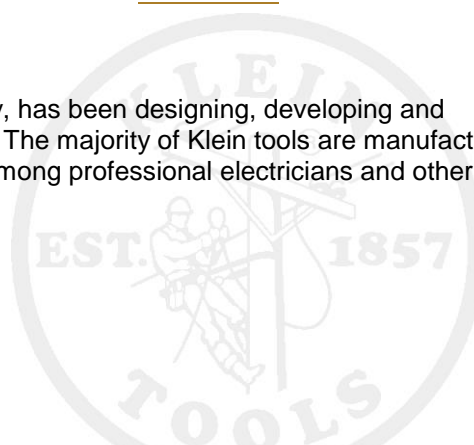 y, has been designing, developing and
The majority of Klein tools are manufact
mong professional electricians and other
KLEIN
EST. 1857
TOOLS